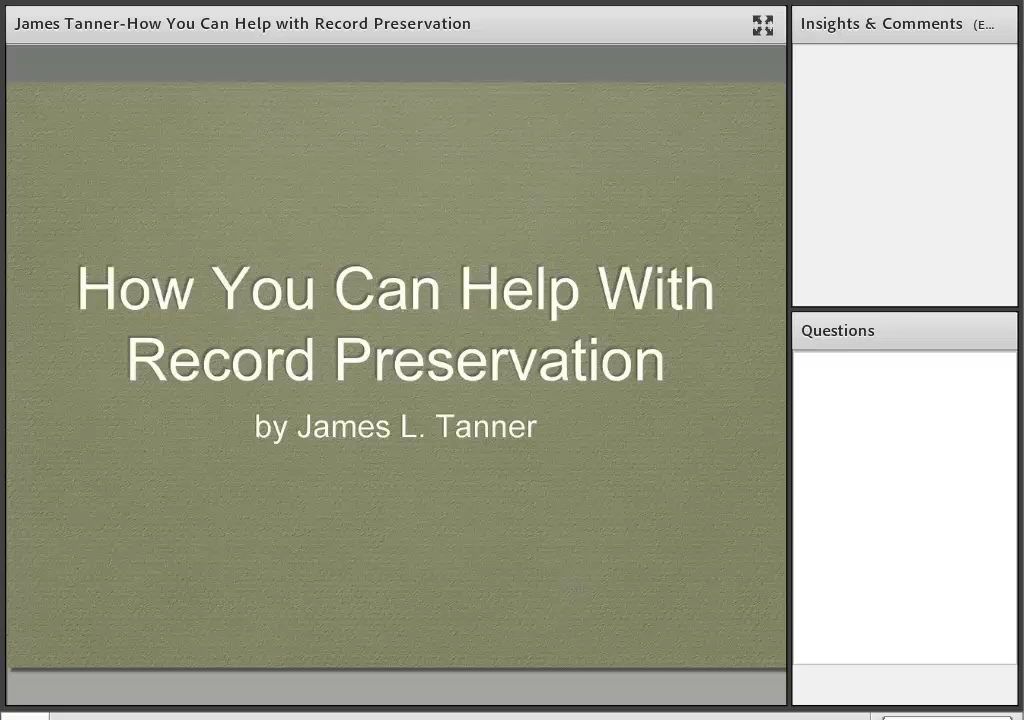 James Tanner-How You Can Help with Record Preservation
Insights & Comments (E...
How You Can Help With
Record Preservation
by James L. Tanner
Questions